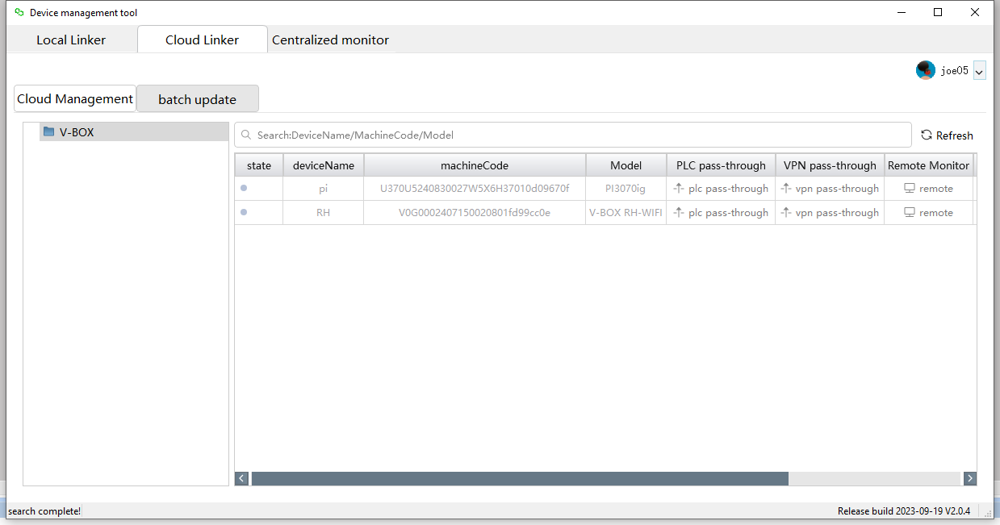 Device management tool
Local Linker Cloud Linker Centralized monitor
joe05
Cloud Management batch update
V-BOX
Search:DeviceName/MachineCode/Model Refresh
state deviceName machineCode Model PLC pass-through VPN pass-through Remote Monitor
pi U370U5240830027W5X6H37010d09670f PI3070ig plc pass-through vpn pass-through remote
RH V0G0002407150020801fd99cc0e V-BOX RH-WIFI plc pass-through vpn pass-through remote
search complete! Release build 2023-09-19 V2.0.4